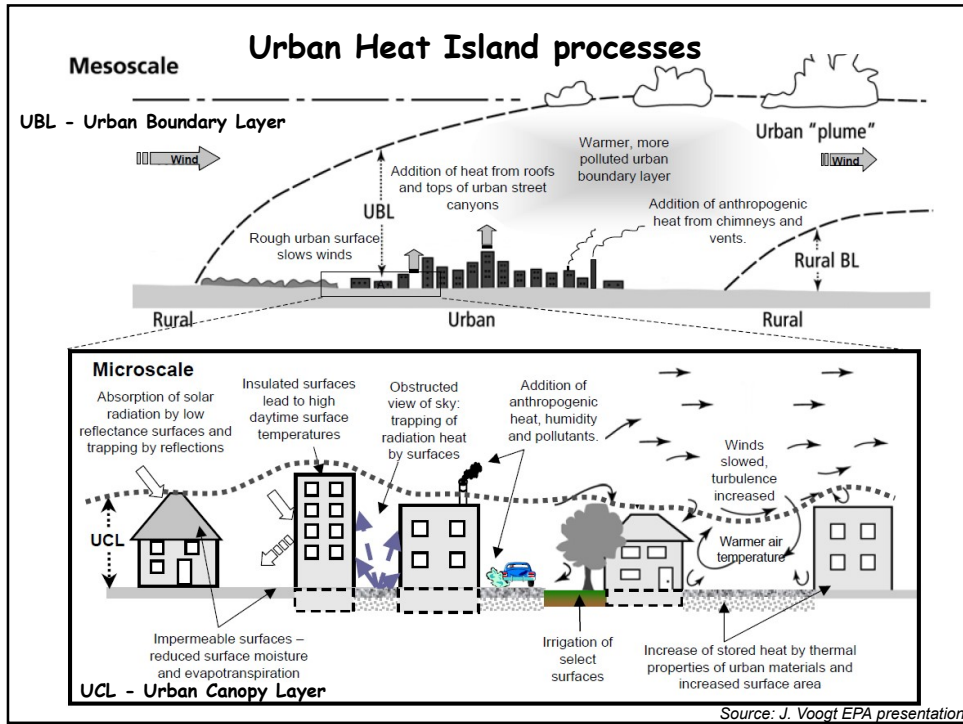 Urban Heat Island processes
Mesoscale
UBL - Urban Boundary Layer
Urban "plume"
Wind
Wind
Warmer, more
polluted urban
boundary layer
Addition of heat from roofs
and tops of urban street
canyons
UBL
Addition of anthropogenic
heat from chimneys and
vents.
Rough urban surface
slows winds
Rural BL
Rural
Urban
Rural
Microscale
Absorption of solar
radiation by low
reflectance surfaces and
trapping by reflections
Insulated surfaces
lead to high
daytime surface
temperatures
Obstructed
view of sky:
trapping of
radiation heat
by surfaces
Addition of
anthropogenic
heat, humidity
and pollutants.
Winds
slowed,
turbulence
increased
UCL
Warmer air
temperature
Impermeable surfaces –
reduced surface moisture
and evapotranspiration
Irrigation of
select
surfaces
Increase of stored heat by thermal
properties of urban materials and
increased surface area
UCL - Urban Canopy Layer
Source: J. Voogt EPA presentation